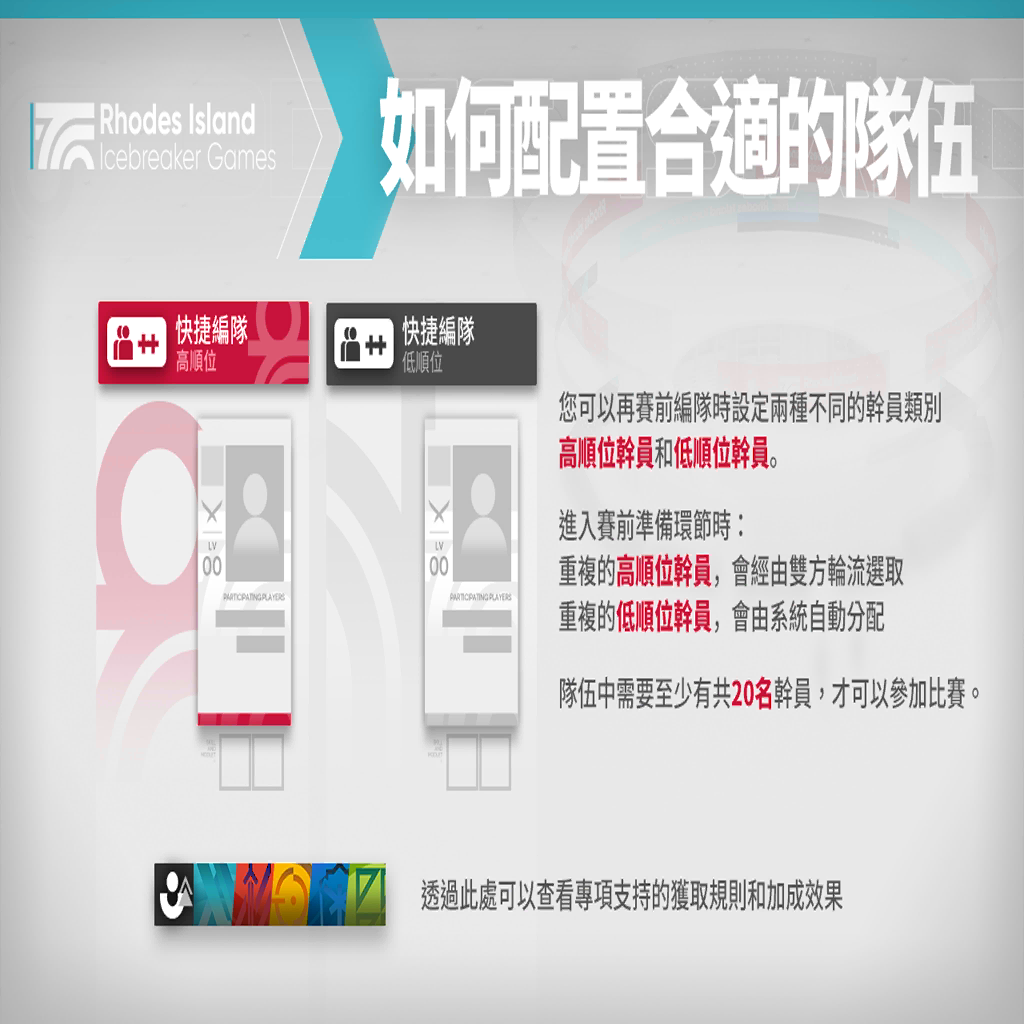 Rhodes Island
Icebreaker Games
如何配置合適的隊伍
快捷編隊
高順位
快捷編隊
低順位
LV
00
PARTICIPATING PLAYERS
LV
00
PARTICIPATING PLAYERS
您可以再賽前編隊時設定兩種不同的幹員類別
高順位幹員和低順位幹員。
進入賽前準備環節時：
重複的高順位幹員，會經由雙方輪流選取
重複的低順位幹員，會由系統自動分配
隊伍中需要至少有共20名幹員，才可以參加比賽。
透過此處可以查看專項支持的獲取規則和加成效果